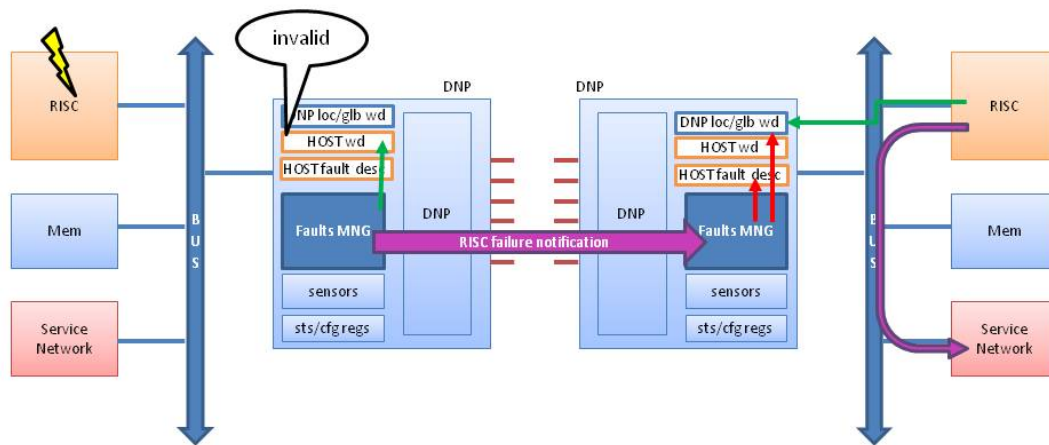 invalid
DNP
DNP
RISC
DNP loc/glb wd
HOST wd
HOST fault desc
Faults MNG
DNP
sensors
sts/cfg regs
Mem
Service
Network
BUS
RISC failure notification
DNP loc/glb wd
HOST wd
HOST fault desc
Faults MNG
DNP
sensors
sts/cfg regs
BUS
RISC
Mem
Service
Network